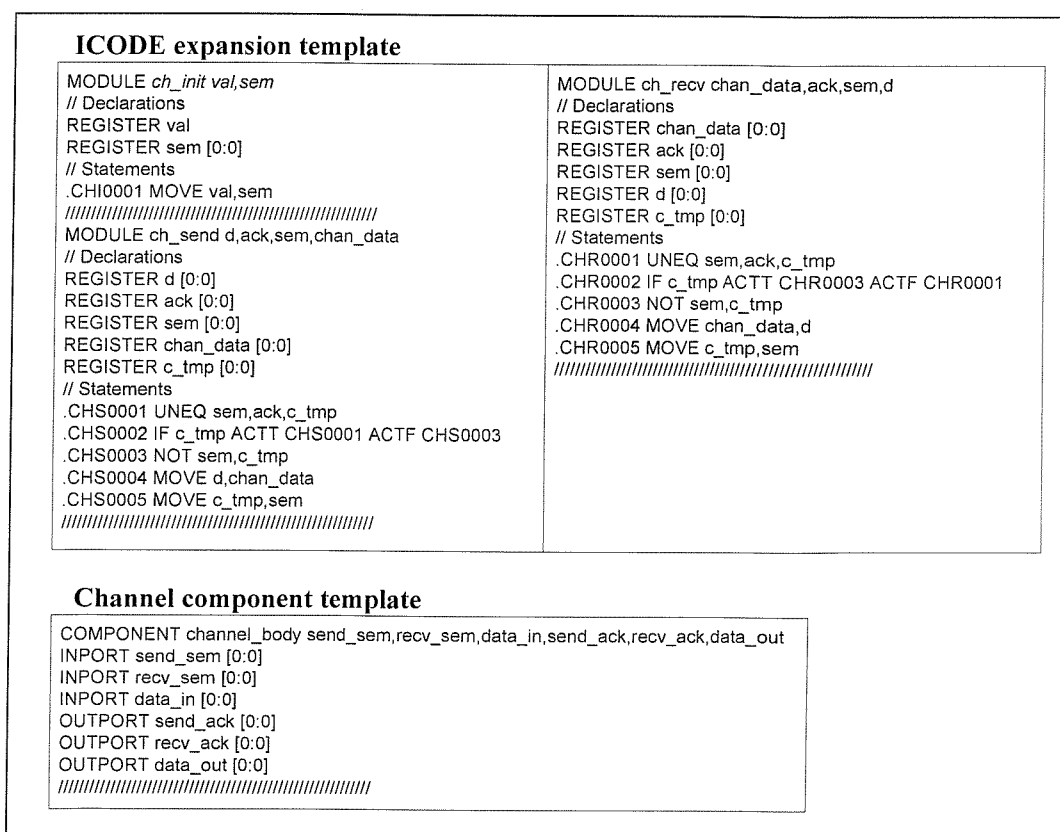 ICODE expansion template
MODULE ch_init val,sem
// Declarations
REGISTER val
REGISTER sem [0:0]
// Statements
.CHI0001 MOVE val,sem
////////////////////////////////////////////////////////////
MODULE ch_send d,ack,sem,chan_data
// Declarations
REGISTER d [0:0]
REGISTER ack [0:0]
REGISTER sem [0:0]
REGISTER chan_data [0:0]
REGISTER c_tmp [0:0]
// Statements
.CHS0001 UNEQ sem,ack,c_tmp
.CHS0002 IF c_tmp ACTT CHS0001 ACTF CHS0003
.CHS0003 NOT sem,c_tmp
.CHS0004 MOVE d,chan_data
.CHS0005 MOVE c_tmp,sem
////////////////////////////////////////////////////////////
MODULE ch_recv chan_data,ack,sem,d
// Declarations
REGISTER chan_data [0:0]
REGISTER ack [0:0]
REGISTER sem [0:0]
REGISTER d [0:0]
REGISTER c_tmp [0:0]
// Statements
.CHR0001 UNEQ sem,ack,c_tmp
.CHR0002 IF c_tmp ACTT CHR0003 ACTF CHR0001
.CHR0003 NOT sem,c_tmp
.CHR0004 MOVE chan_data,d
.CHR0005 MOVE c_tmp,sem
////////////////////////////////////////////////////////////
Channel component template
COMPONENT channel_body send_sem,recv_sem,data_in,send_ack,recv_ack,data_out
INPORT send_sem [0:0]
INPORT recv_sem [0:0]
INPORT data_in [0:0]
OUTPORT send_ack [0:0]
OUTPORT recv_ack [0:0]
OUTPORT data_out [0:0]
////////////////////////////////////////////////////////////